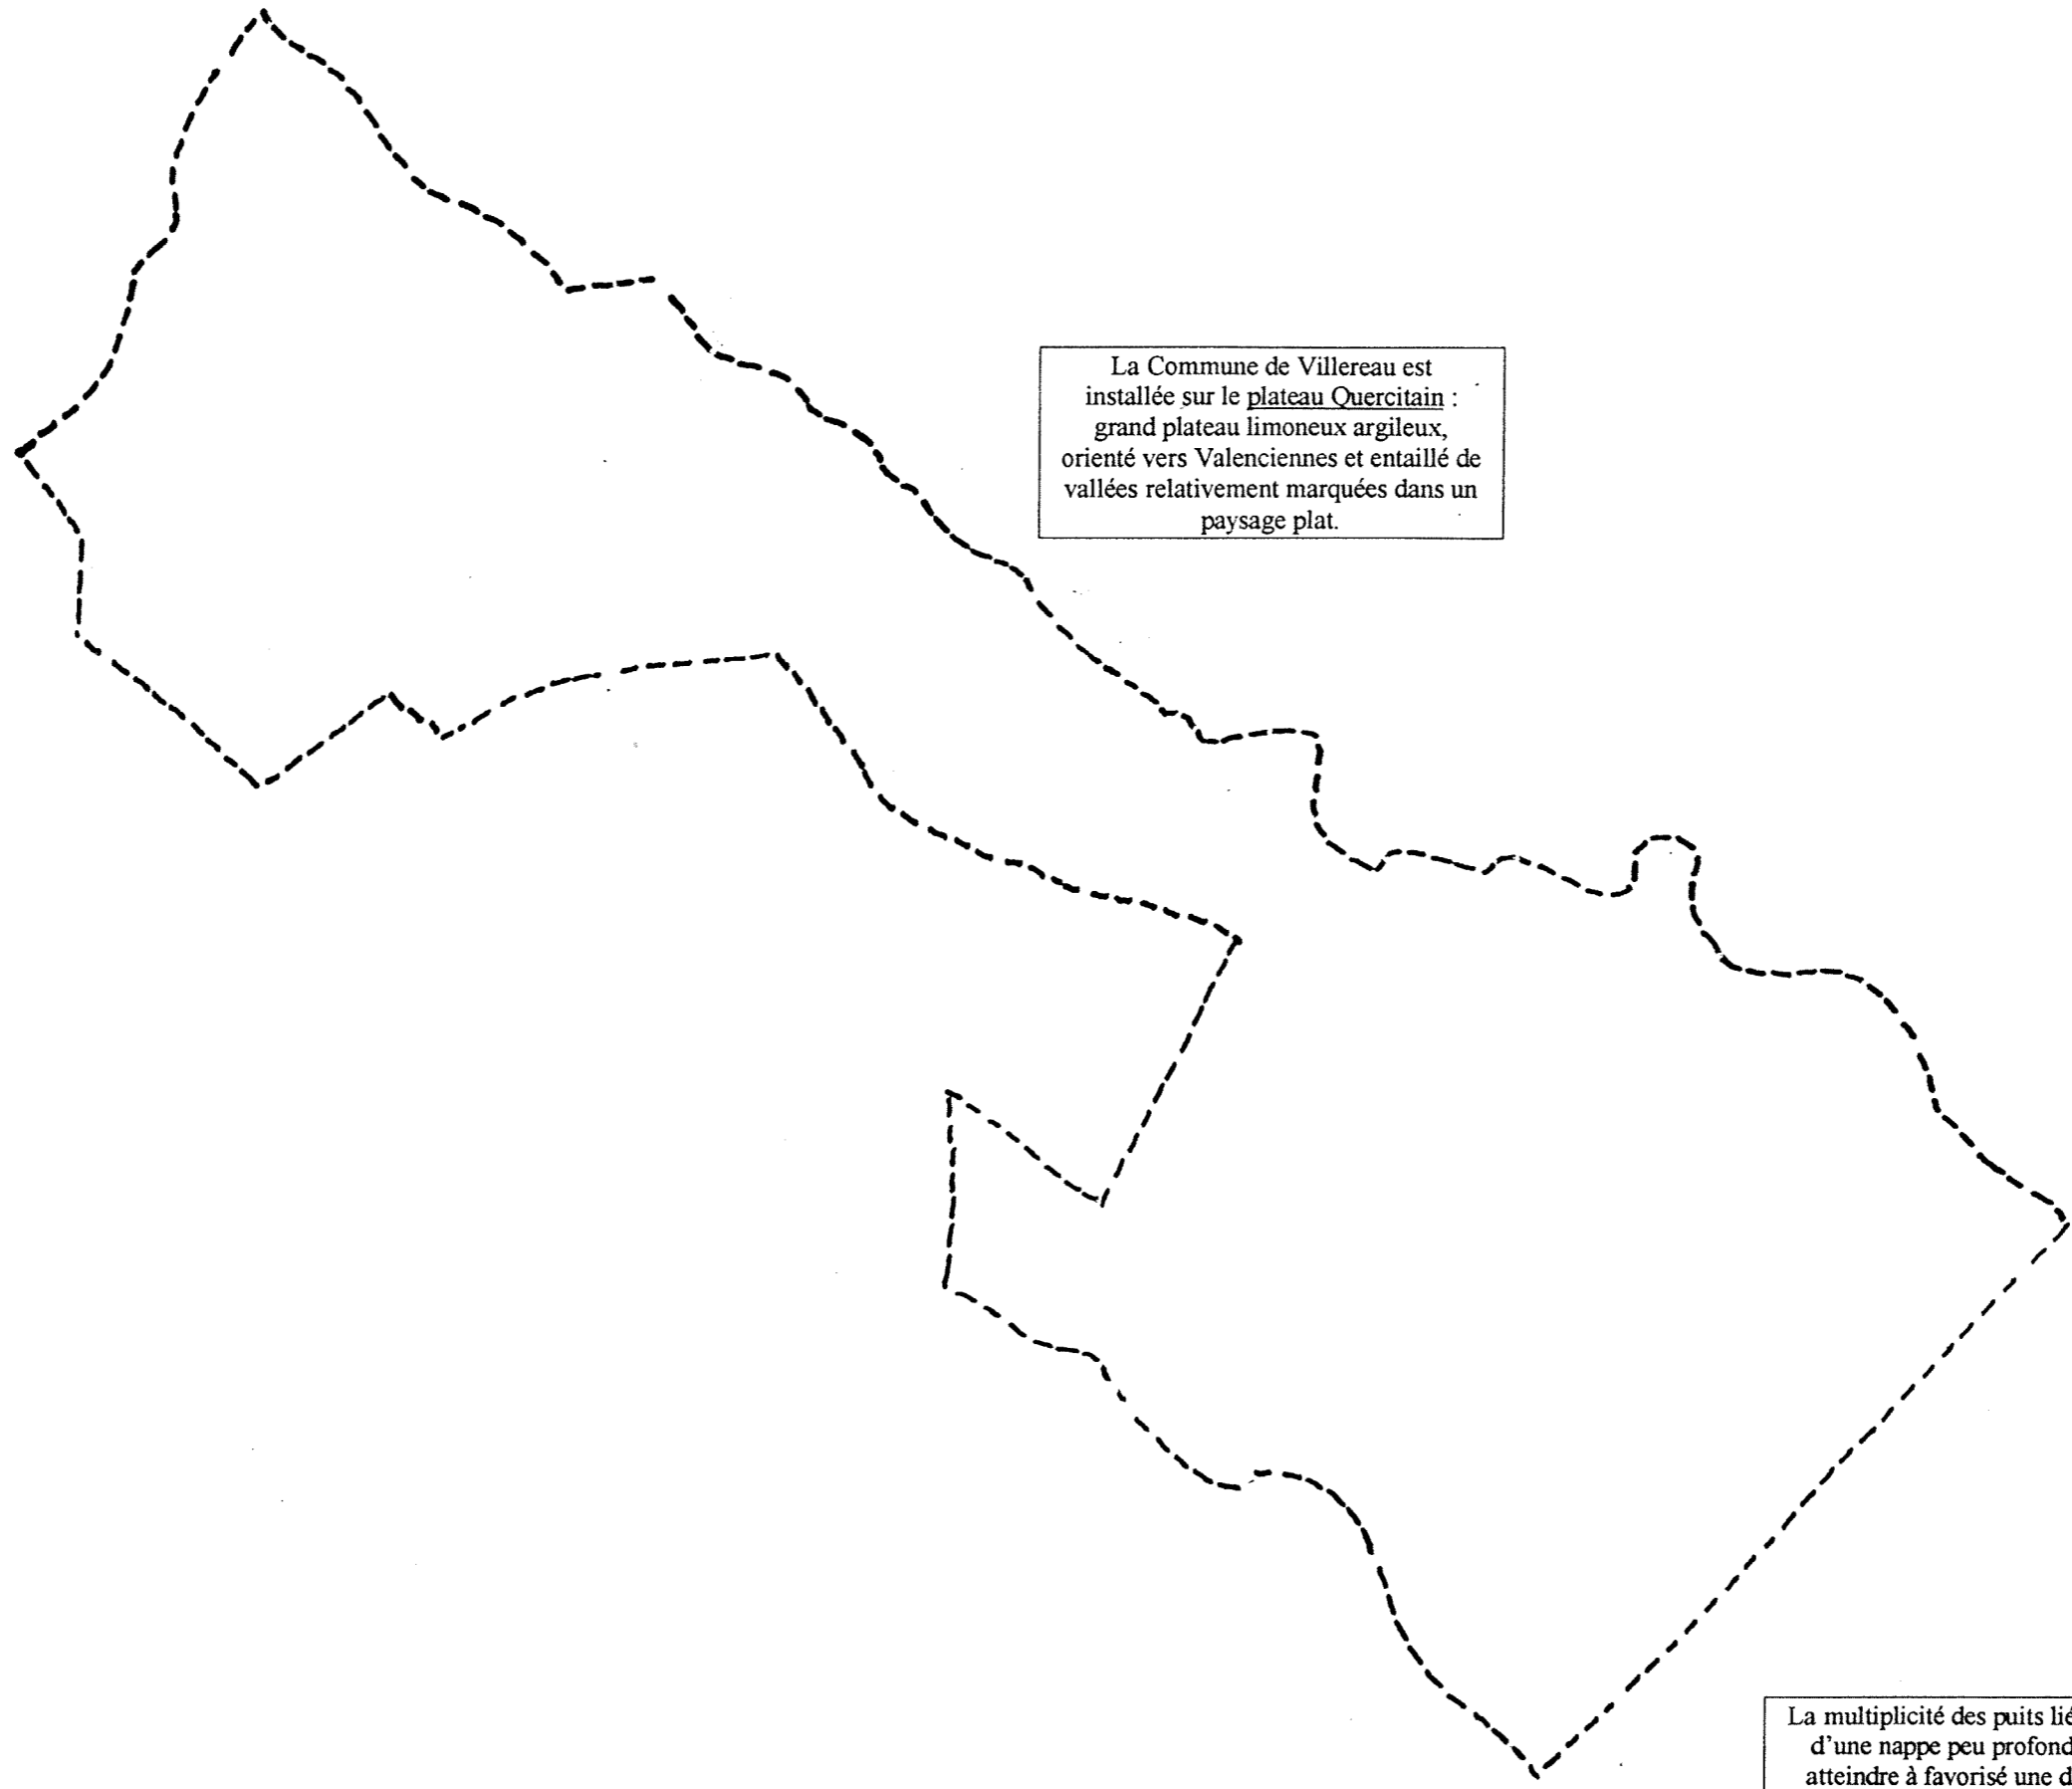 La Commune de Villereau est
installée sur le plateau Quercitain :
grand plateau limoneux argileux,
orienté vers Valenciennes et entaillé de
vallées relativement marquées dans un
paysage plat.
La multiplicité des puits lié
d'une nappe peu profond
atteindre à favorisé une d